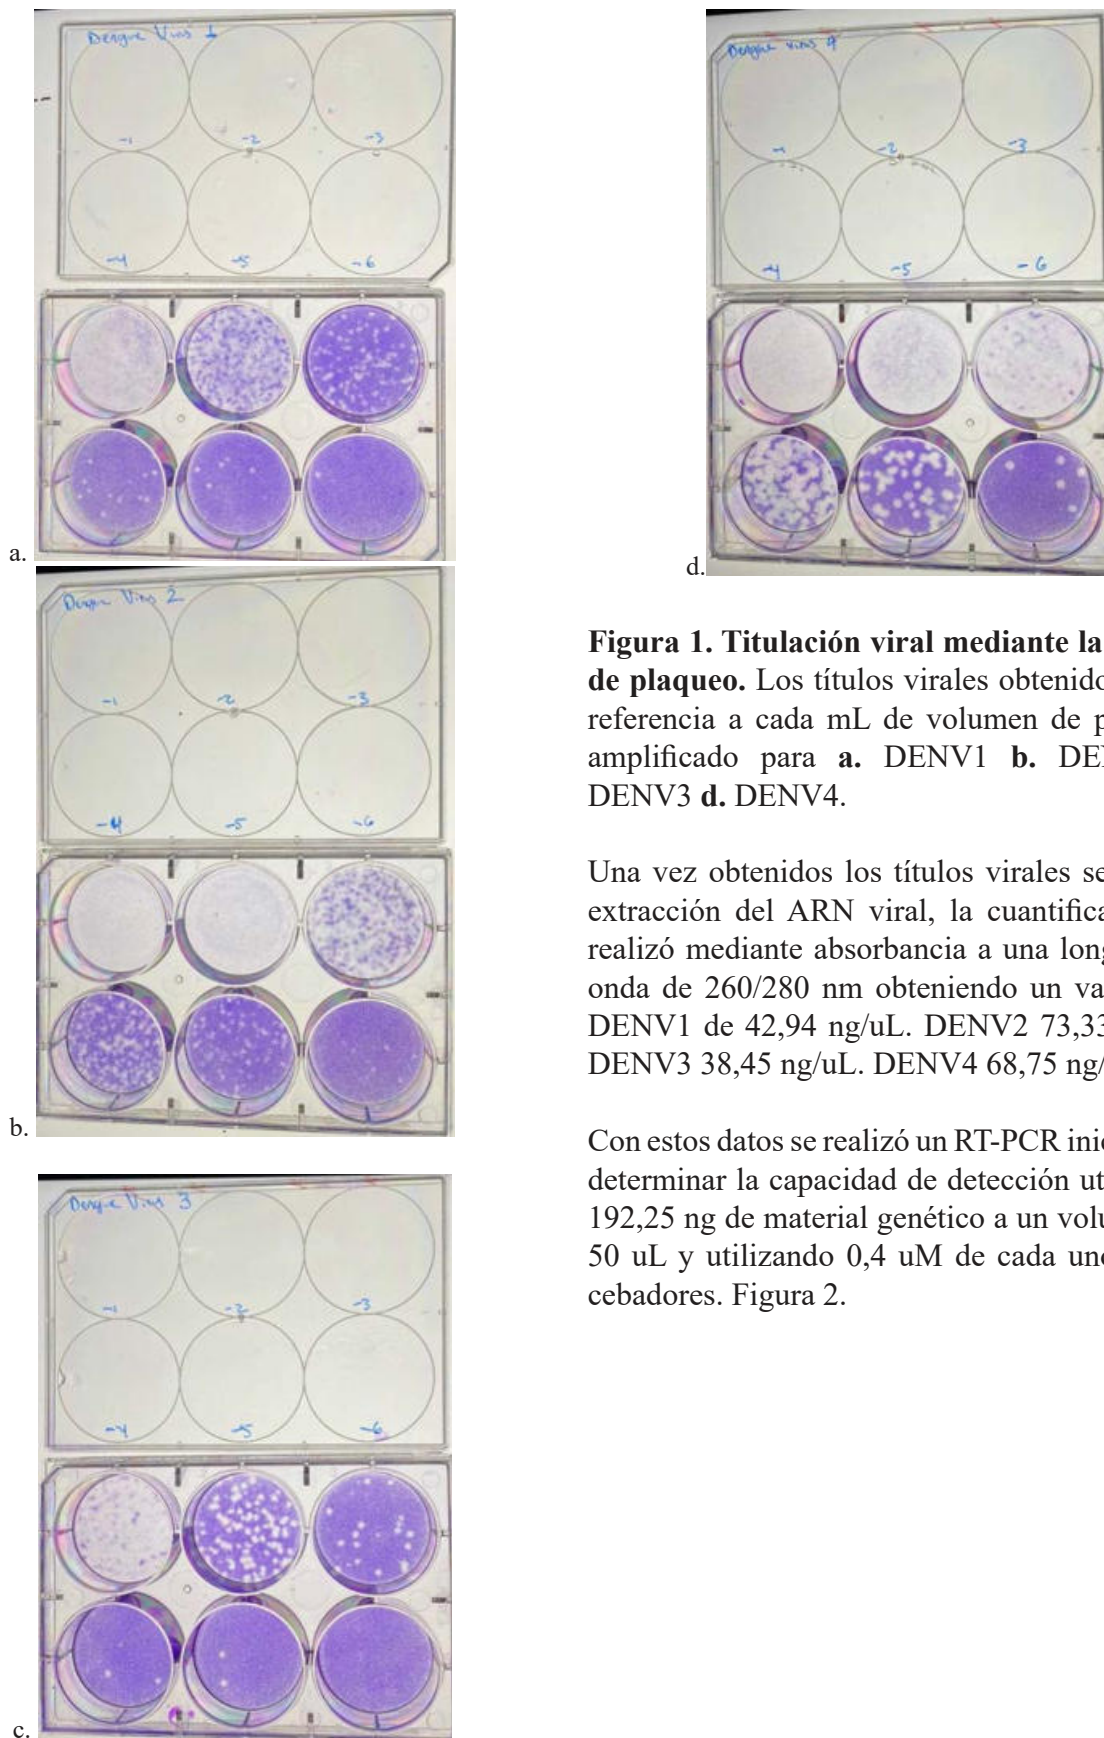 Dengue Virus 1
-1 -2 -3
-4 -5 -6
a.
Dengue Virus 2
-1 -2 -3
-4 -5 -6
b.
Dengue Virus 3
-1 -2 -3
-4 -5 -6
c.
Dengue virus 4
-1 -2 -3
-4 -5 -6
d.
Figura 1. Titulación viral mediante la
de plaqueo. Los títulos virales obtenido
referencia a cada mL de volumen de p
amplificado para a. DENV1 b. DE
DENV3 d. DENV4.
Una vez obtenidos los títulos virales se
extracción del ARN viral, la cuantifica
realizó mediante absorbancia a una long
onda de 260/280 nm obteniendo un va
DENV1 de 42,94 ng/uL. DENV2 73,33
DENV3 38,45 ng/uL. DENV4 68,75 ng/
Con estos datos se realizó un RT-PCR inic
determinar la capacidad de detección ut
192,25 ng de material genético a un volu
50 uL y utilizando 0,4 uM de cada uno
cebadores. Figura 2.